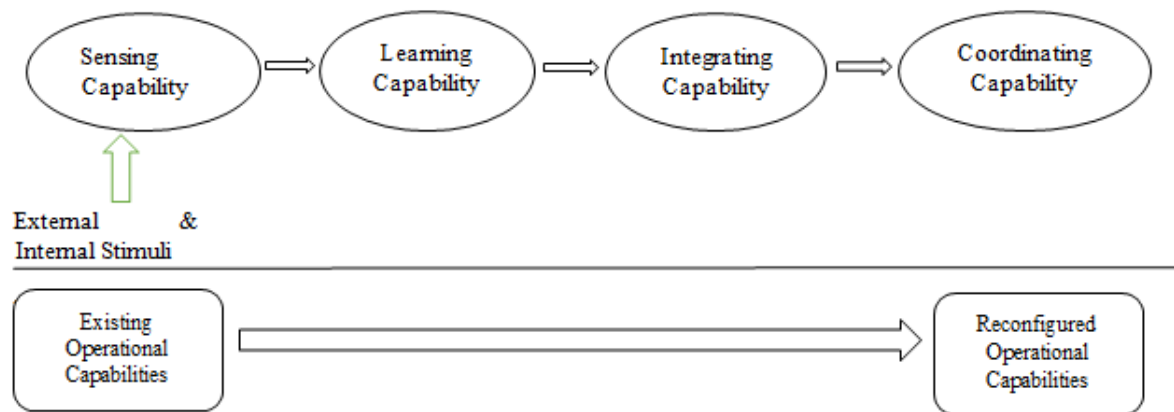 Sensing
Capability
Learning
Capability
Integrating
Capability
Coordinating
Capability
External &
Internal Stimuli
Existing
Operational
Capabilities
Reconfigured
Operational
Capabilities